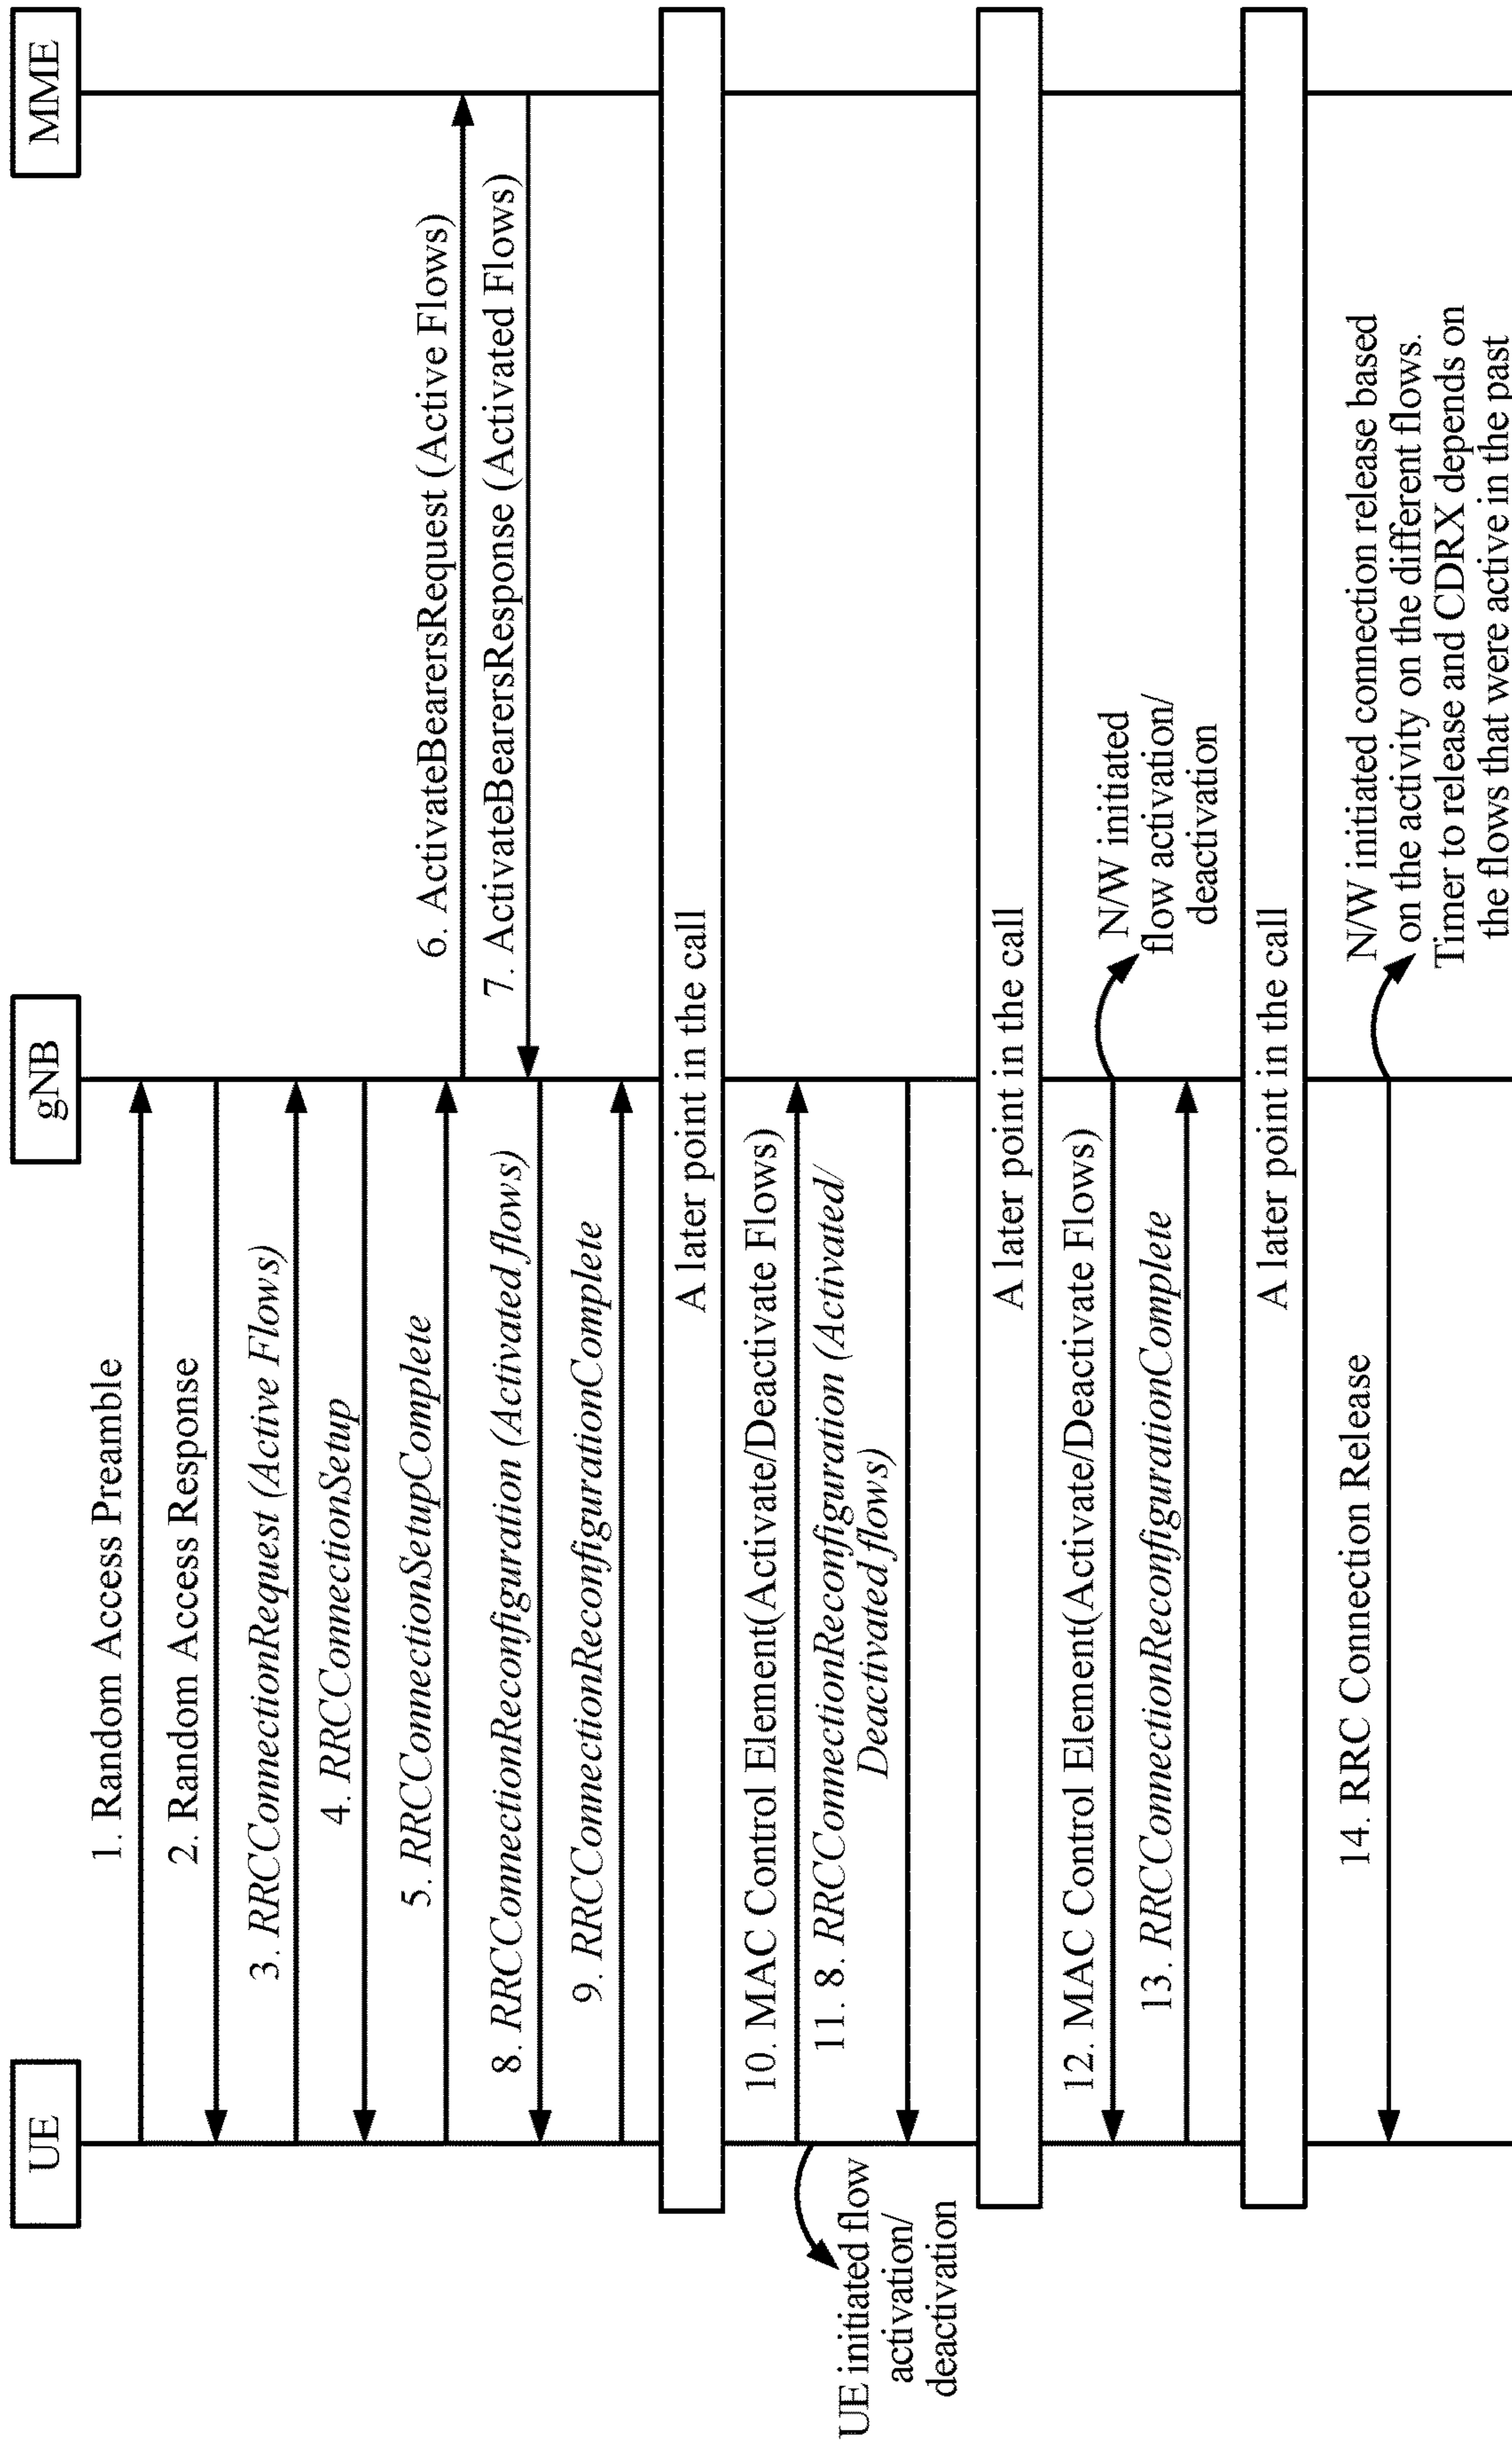 UE
gNB
MME
1. Random Access Preamble
2. Random Access Response
3. RRCConnectionRequest (Active Flows)
4. RRCConnectionSetup
5. RRCConnectionSetupComplete
6. ActivateBearersRequest (Active Flows)
7. ActivateBearersResponse (Activated Flows)
8. RRCConnectionReconfiguration (Activated flows)
9. RRCConnectionReconfigurationComplete
A later point in the call
10. MAC Control Element(Activate/Deactivate Flows)
UE initiated flow
activation/
deactivation
11. 8. RRCConnectionReconfiguration (Activated/
Deactivated flows)
A later point in the call
12. MAC Control Element(Activate/Deactivate Flows)
N/W initiated
flow activation/
deactivation
13. RRCConnectionReconfigurationComplete
A later point in the call
14. RRC Connection Release
N/W initiated connection release based
on the activity on the different flows.
Timer to release and CDRX depends on
the flows that were active in the past